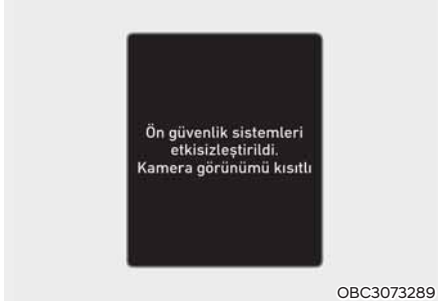 Ön güvenlik sistemleri
etkisizleştirildi.
Kamera görünümü kısıtlı
OBC3073289